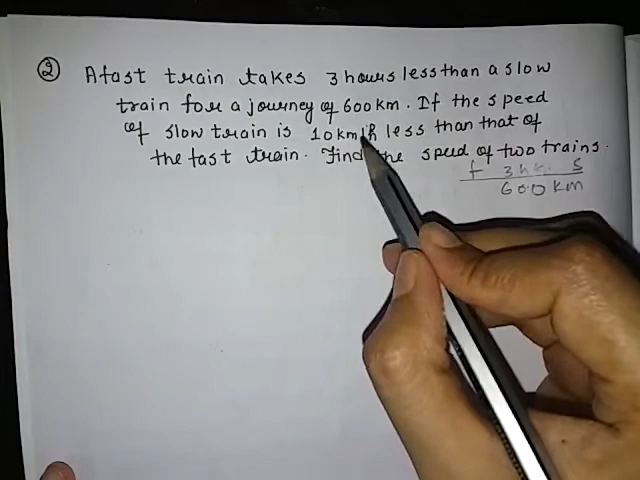 ② A fast train takes 3 hours less than a slow
train for a journey of 600 km. If the speed
of slow train is 10 km/h less than that of
the fast train. Find the speed of two trains.
f 3hr. S
600 km